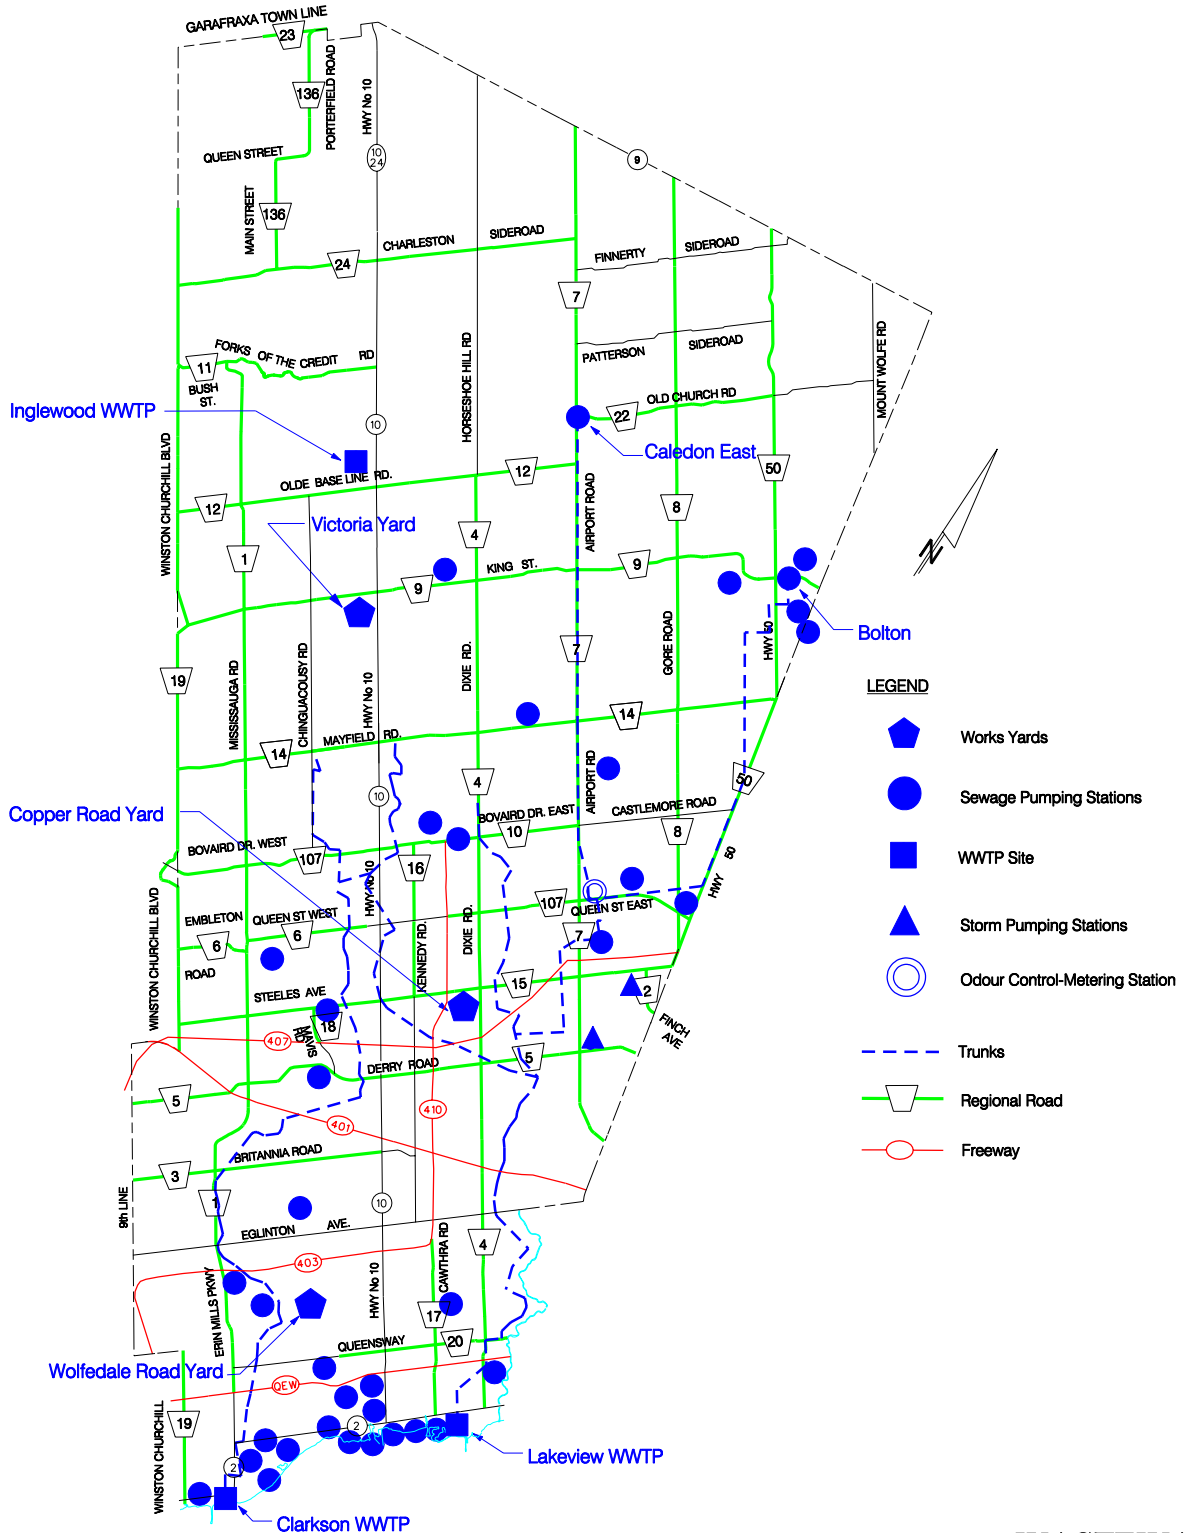 GARAFRAXA TOWN LINE
23
136
PORTERFIELD ROAD
HWY No 10
10
24
QUEEN STREET
9
MAIN STREET
136
CHARLESTON SIDEROAD
24
FINNERTY SIDEROAD
7
PATTERSON SIDEROAD
MOUNT WOLFE RD
HORSESHOE HILL RD
FORKS OF THE CREDIT RD
11
BUSH
ST.
OLD CHURCH RD
22
Inglewood WWTP
10
Caledon East
WINSTON CHURCHILL BLVD
OLDE BASE LINE RD.
12
12
50
AIRPORT ROAD
8
Victoria Yard
4
1
KING ST.
9
9
N
GORE ROAD
HWY 50
Bolton
7
DIXIE RD.
CHINGUACOUSY RD
MISSISSAUGA RD
19
HWY No 10
LEGEND
Works Yards
Sewage Pumping Stations
WWTP Site
Storm Pumping Stations
Odour Control-Metering Station
Trunks
Regional Road
Freeway
14
MAYFIELD RD.
14
AIRPORT RD
50
4
10
Copper Road Yard
BOVAIRD DR. EAST
CASTLEMORE ROAD
10
8
BOVAIRD DR. WEST
107
16
HWY 50
HWY No 10
WINSTON CHURCHILL BLVD
EMBLETON
ROAD
QUEEN ST WEST
6
6
107
QUEEN ST EAST
7
DIXIE RD.
KENNEDY RD.
STEELES AVE
15
2
FINCH
AVE
18
MAVIS
RD
407
DERRY ROAD
5
5
410
401
BRITANNIA ROAD
3
1
9th LINE
10
EGLINTON AVE.
4
403
CAWTHRA RD
ERIN MILLS PKWY
HWY No 10
17
20
QUEENSWAY
Wolfedale Road Yard
QEW
WINSTON CHURCHILL
19
2
2
Lakeview WWTP
Clarkson WWTP